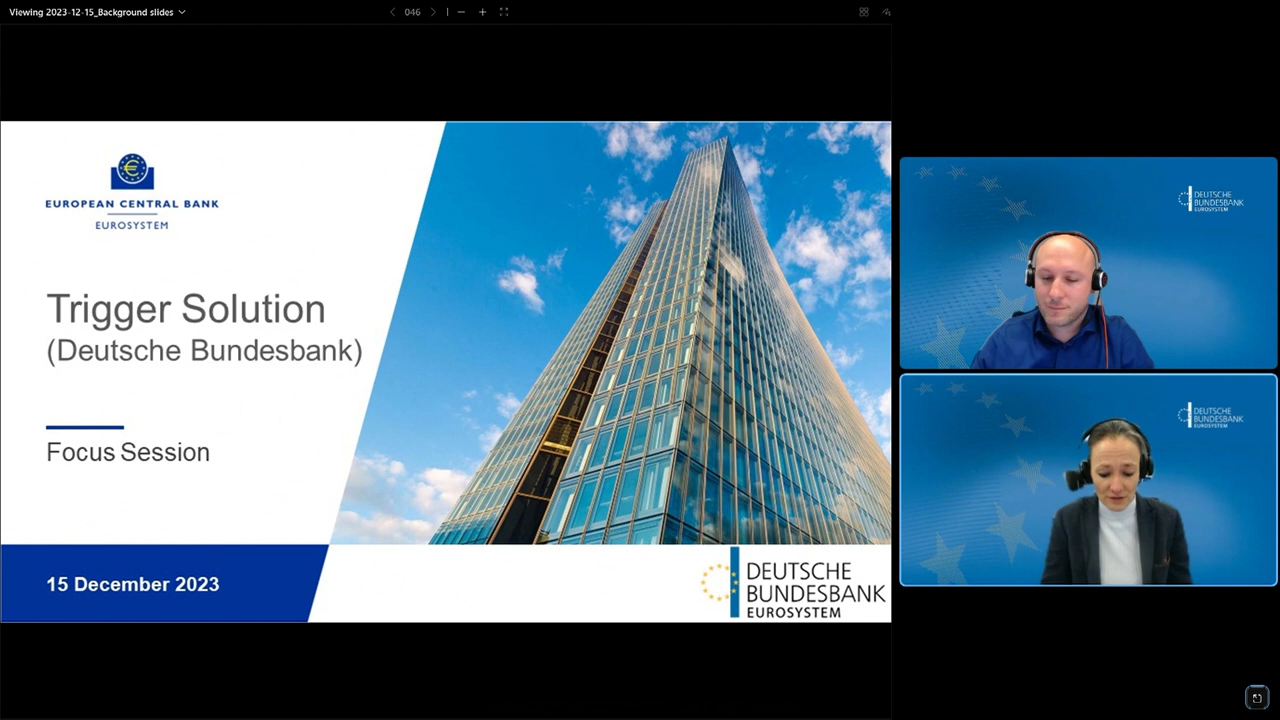 Viewing 2023-12-15_Background slides
046
EUROPEAN CENTRAL BANK
EUROSYSTEM
Trigger Solution
(Deutsche Bundesbank)
Focus Session
15 December 2023
DEUTSCHE
BUNDESBANK
EUROSYSTEM
DEUTSCHE
BUNDESBANK
EUROSYSTEM
DEUTSCHE
BUNDESBANK
EUROSYSTEM